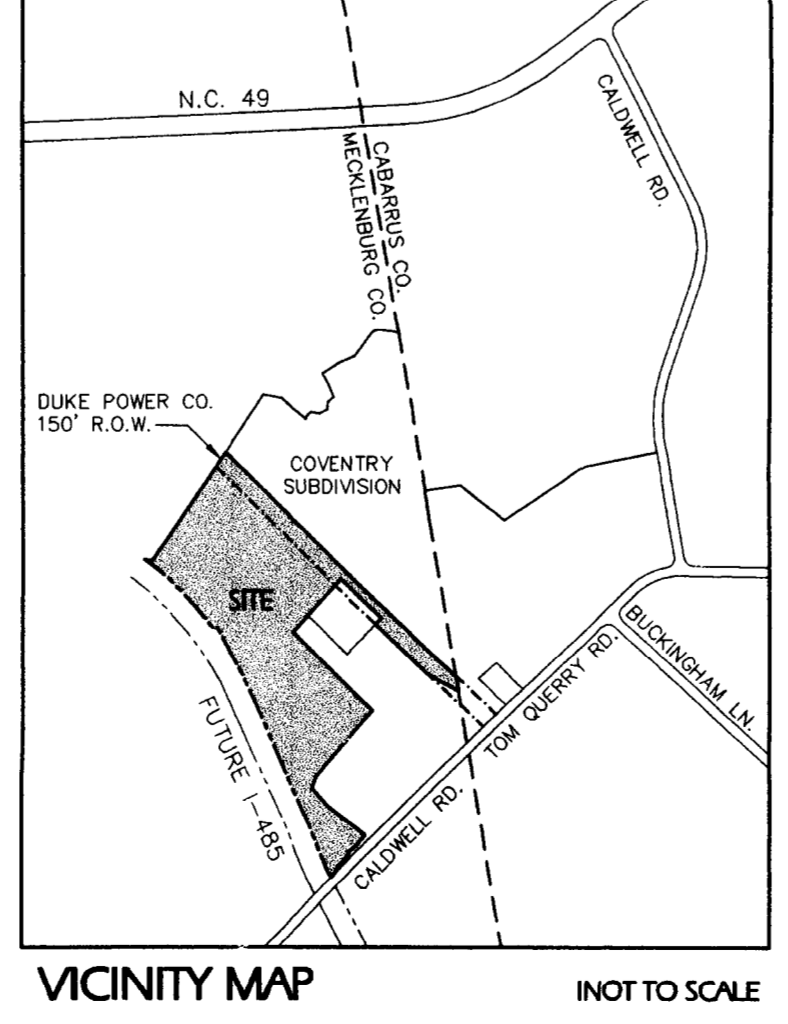 N.C. 49
CALDWELL RD.
CABARRUS CO.
MECKLENBURG CO.
DUKE POWER CO.
150' R.O.W.
COVENTRY
SUBDIVISION
SITE
BUCKINGHAM LN.
TOM QUERRY RD.
FUTURE I-485
CALDWELL RD.
VICINITY MAP
!NOT TO SCALE